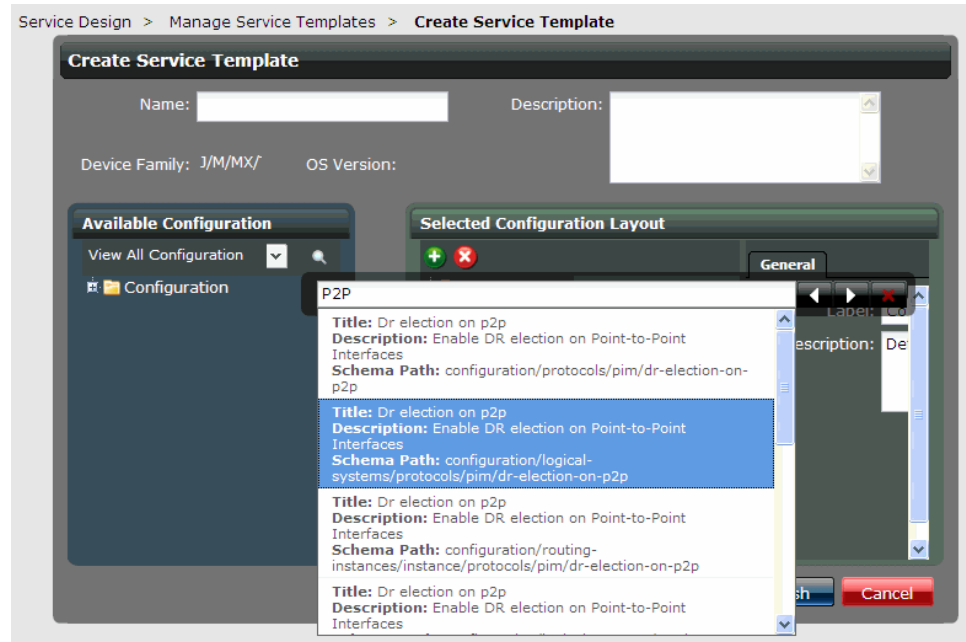 Service Design > Manage Service Templates > Create Service Template
Create Service Template
Name:
Description:
Device Family: J/M/MX/
OS Version:
Available Configuration
View All Configuration
Configuration
Selected Configuration Layout
General
P2P
Label: Co
escription: De
Title: Dr election on p2p
Description: Enable DR election on Point-to-Point
Interfaces
Schema Path: configuration/protocols/pim/dr-election-on-
p2p
Title: Dr election on p2p
Description: Enable DR election on Point-to-Point
Interfaces
Schema Path: configuration/logical-
systems/protocols/pim/dr-election-on-p2p
Title: Dr election on p2p
Description: Enable DR election on Point-to-Point
Interfaces
Schema Path: configuration/routing-
instances/instance/protocols/pim/dr-election-on-p2p
Title: Dr election on p2p
Description: Enable DR election on Point-to-Point
Interfaces
sh
Cancel